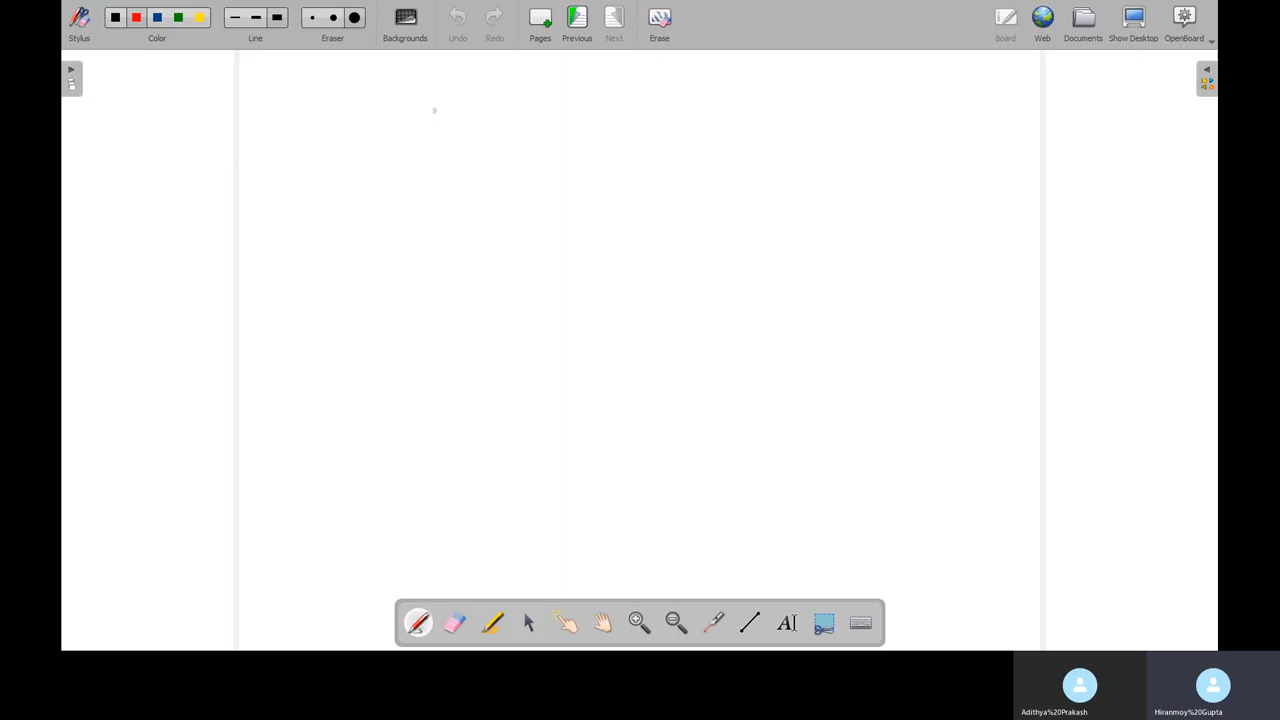 Stylus Color Line Eraser Backgrounds Undo Redo Pages Previous Next Erase Board Web Documents Show Desktop OpenBoard
A
Adithya%20Prakash Hiranmoy%20Gupta